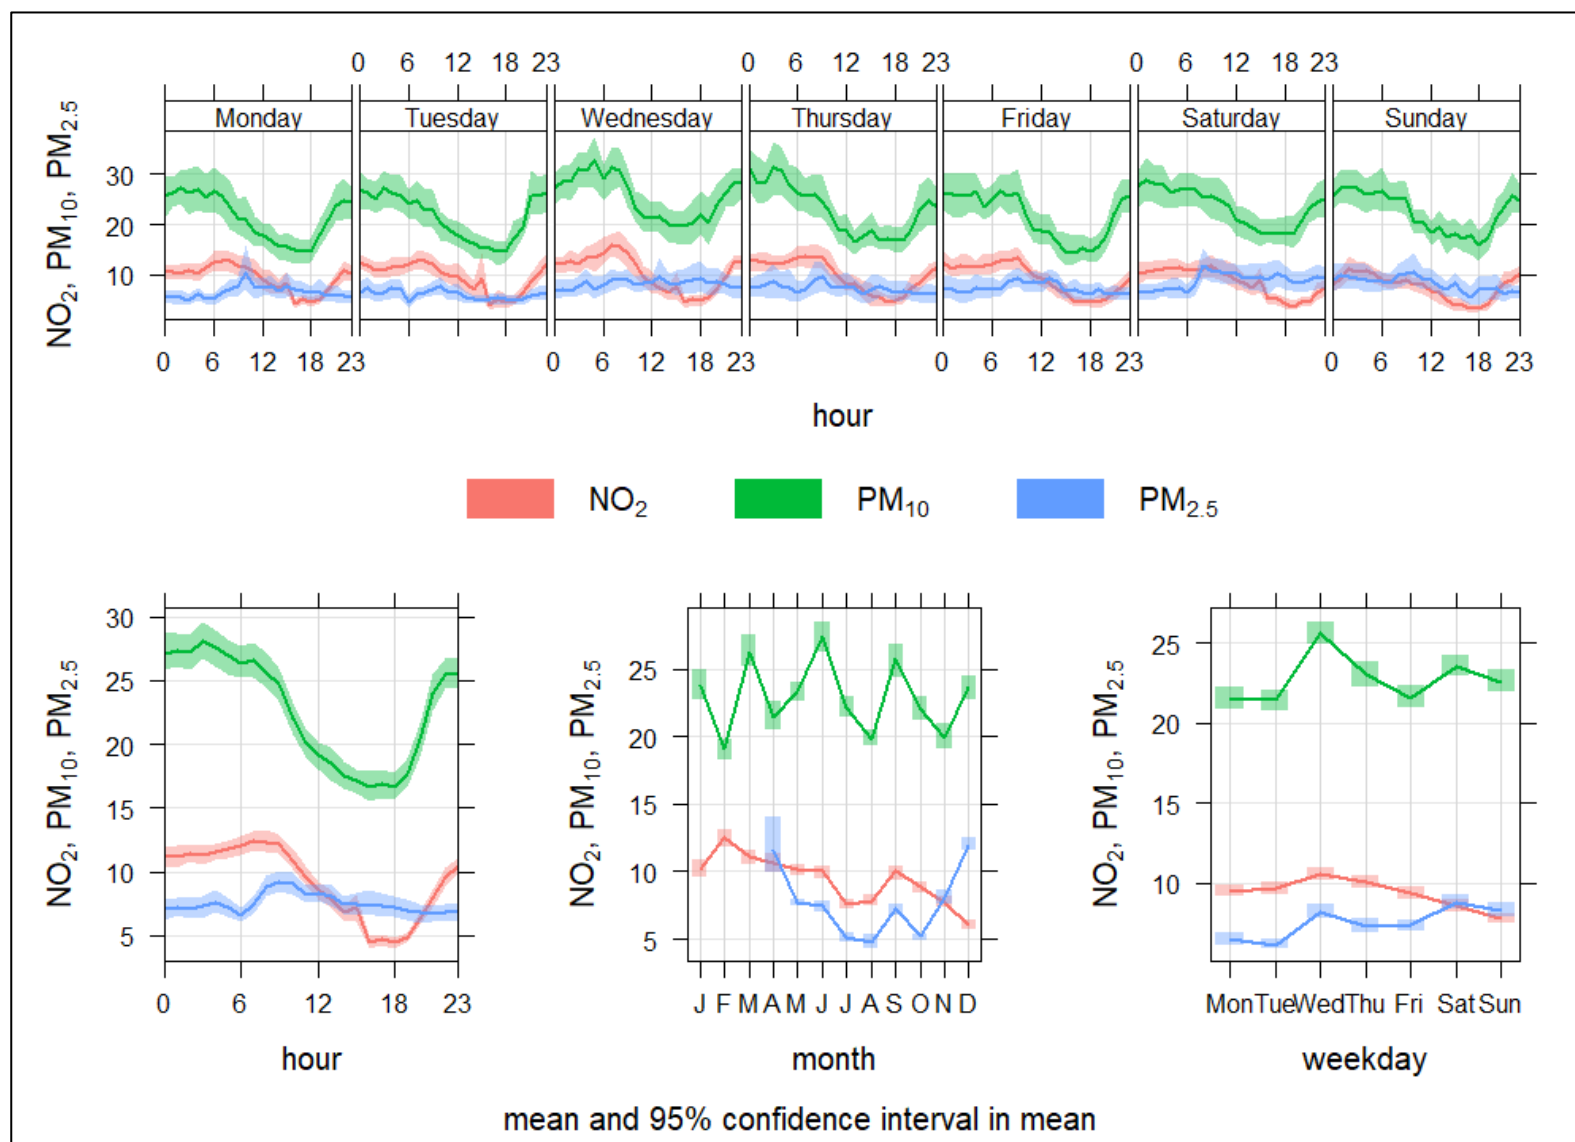 0 6 12 18 23 0 6 12 18 23 0 6 12 18 23
Monday Tuesday Wednesday Thursday Friday Saturday Sunday
NO₂, PM₁₀, PM₂.₅
30
20
10
0 6 12 18 23 0 6 12 18 23 0 6 12 18 23 0 6 12 18 23
hour
NO₂ PM₁₀ PM₂.₅
NO₂, PM₁₀, PM₂.₅
30
25
20
15
10
5
0 6 12 18 23
hour
NO₂, PM₁₀, PM₂.₅
25
20
15
10
5
J F M A M J J A S O N D
month
NO₂, PM₁₀, PM₂.₅
25
20
15
10
Mon Tue Wed Thu Fri Sat Sun
weekday
mean and 95% confidence interval in mean